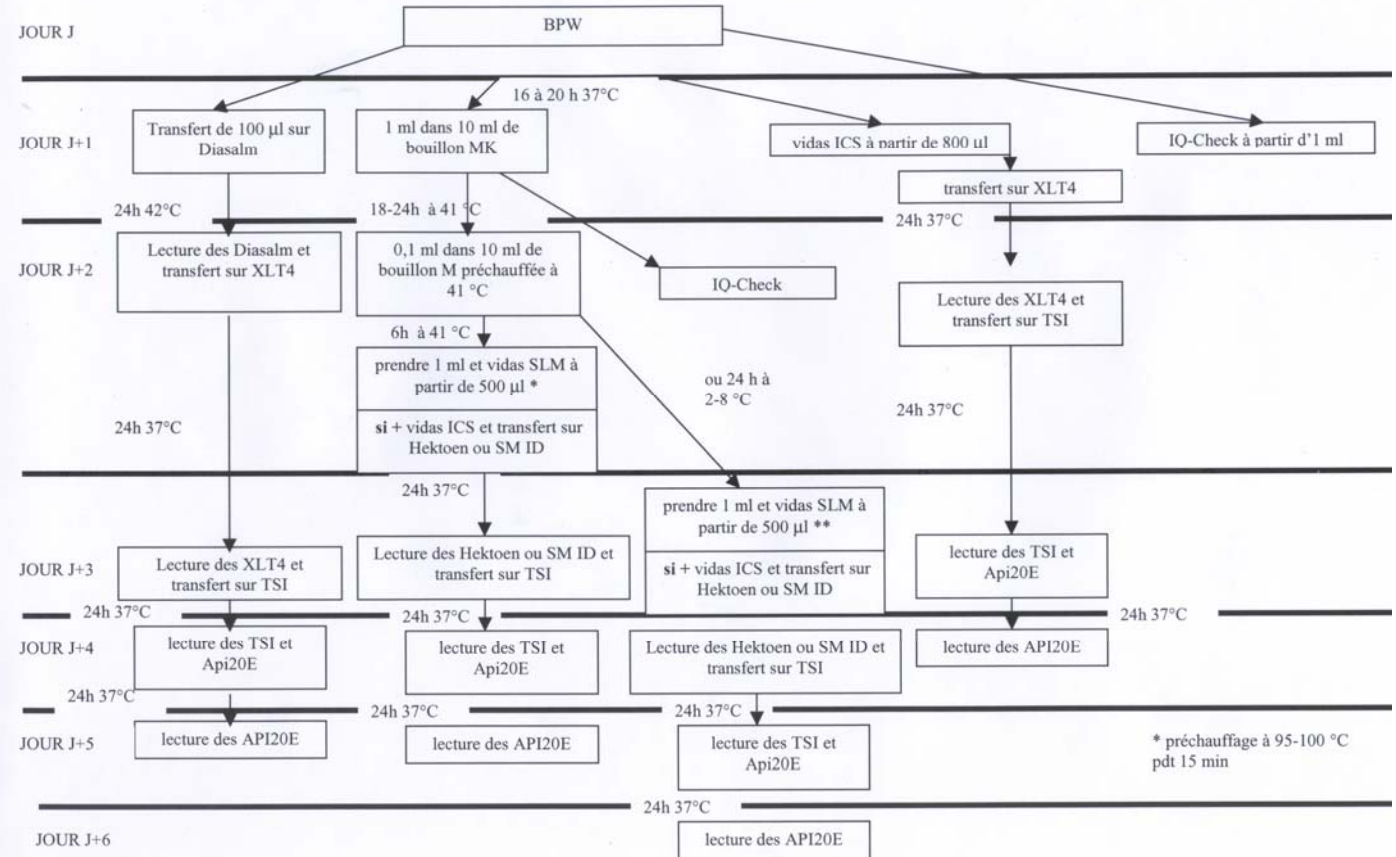 JOUR J
BPW
16 à 20 h 37°C
JOUR J+1
Transfert de 100 µl sur
Diasalm
1 ml dans 10 ml de
bouillon MK
vidas ICS à partir de 800 µl
IQ-Check à partir d'1 ml
transfert sur XLT4
24h 42°C
18-24h à 41 °C
24h 37°C
JOUR J+2
Lecture des Diasalm et
transfert sur XLT4
0,1 ml dans 10 ml de
bouillon M préchauffée à
41 °C
IQ-Check
Lecture des XLT4 et
transfert sur TSI
6h à 41 °C
prendre 1 ml et vidas SLM à
partir de 500 µl *
si + vidas ICS et transfert sur
Hektoen ou SM ID
ou 24 h à
2-8 °C
24h 37°C
24h 37°C
24h 37°C
JOUR J+3
Lecture des XLT4 et
transfert sur TSI
Lecture des Hektoen ou SM ID et
transfert sur TSI
prendre 1 ml et vidas SLM à
partir de 500 µl **
si + vidas ICS et transfert sur
Hektoen ou SM ID
lecture des TSI et
Api20E
24h 37°C
24h 37°C
24h 37°C
JOUR J+4
lecture des TSI et
Api20E
lecture des TSI et
Api20E
Lecture des Hektoen ou SM ID et
transfert sur TSI
lecture des API20E
24h 37°C
24h 37°C
24h 37°C
JOUR J+5
lecture des API20E
lecture des API20E
lecture des TSI et
Api20E
* préchauffage à 95-100 °C
pdt 15 min
24h 37°C
JOUR J+6
lecture des API20E